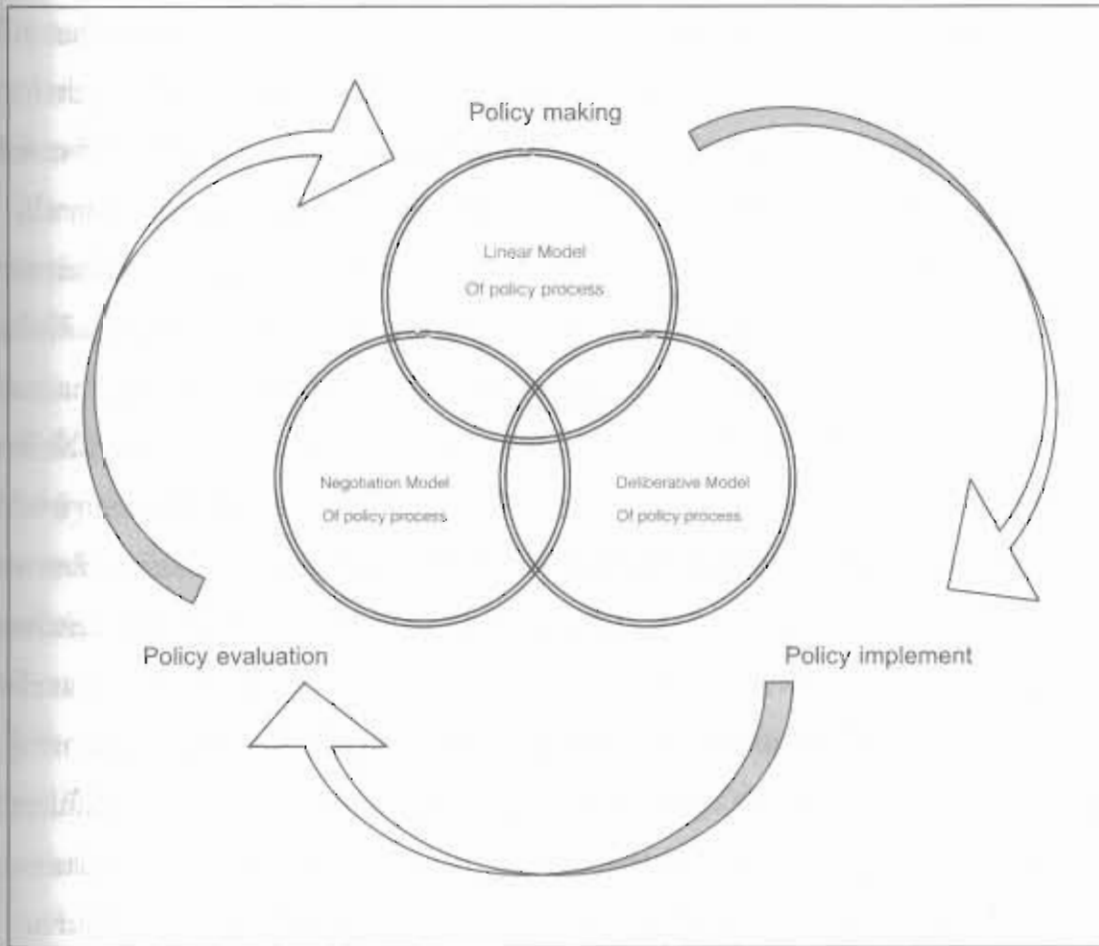 Policy making
Linear Model
Of policy process
Negotiation Model
Of policy process
Deliberative Model
Of policy process
Policy evaluation
Policy implement